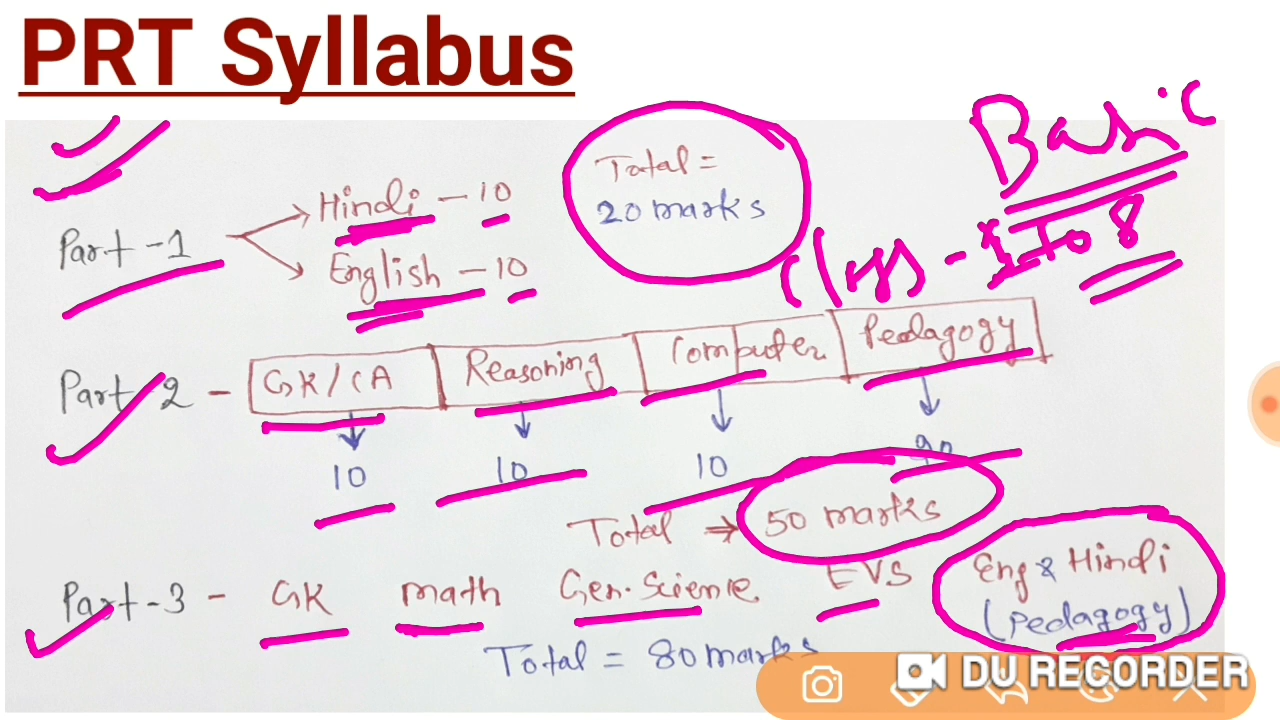 PRT Syllabus
Basic
Class - 1 To 8
Total =
20 marks
Hindi - 10
Part-1
English - 10
Part 2 - GK/CA Reasoning Computer Pedagogy
10 10 10
Total ⇒ 50 marks
Part-3 - GK math Gen. Science EVS Eng & Hindi
(Pedagogy)
Total = 80 marks
DU RECORDER